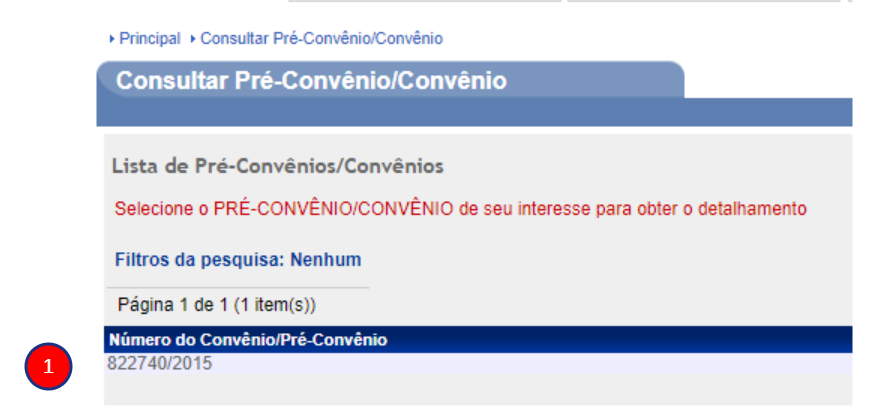 Principal Consultar Pré-Convênio/Convênio
Consultar Pré-Convênio/Convênio
Lista de Pré-Convênios/Convênios
Selecione o PRÉ-CONVÊNIO/CONVÊNIO de seu interesse para obter o detalhamento
Filtros da pesquisa: Nenhum
Página 1 de 1 (1 item(s))
Número do Convênio/Pré-Convênio
1
822740/2015